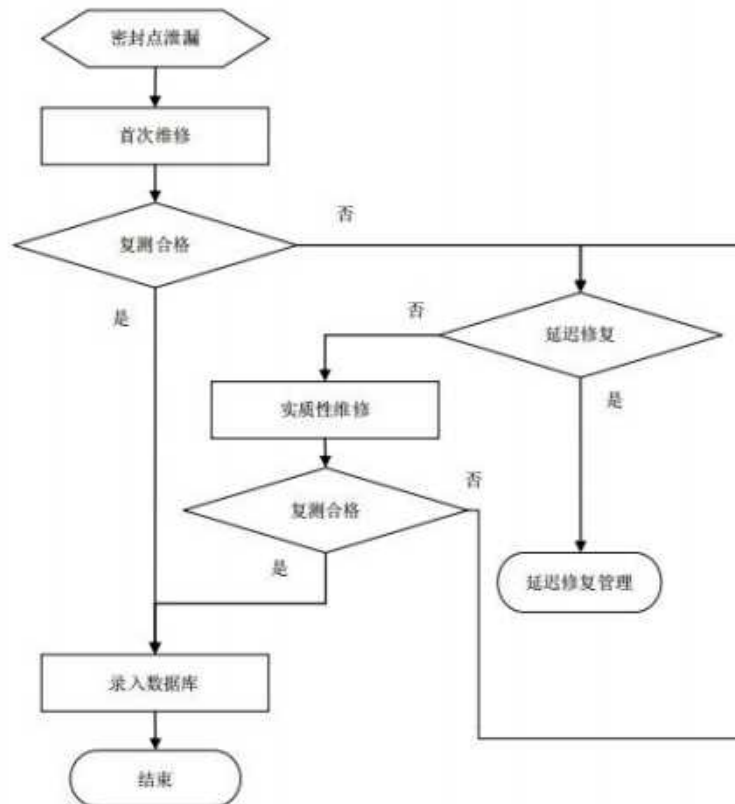 密封点泄漏
首次维修
否
复测合格
是
否
延迟修复
实质性维修
是
否
复测合格
是
延迟修复管理
录入数据库
结束